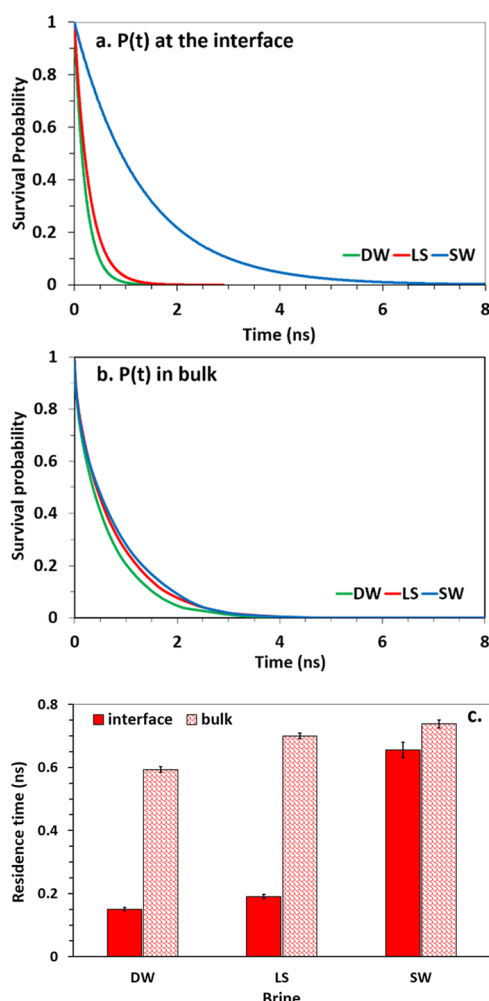 a. P(t) at the interface
Survival Probability
1
0.8
0.6
0.4
0.2
0
DW LS SW
0 2 4 6 8
Time (ns)
b. P(t) in bulk
Survival probability
1
0.8
0.6
0.4
0.2
0
DW LS SW
0 2 4 6 8
Time (ns)
c.
interface bulk
Residence time (ns)
0.8
0.6
0.4
0.2
0
DW LS SW
Brine